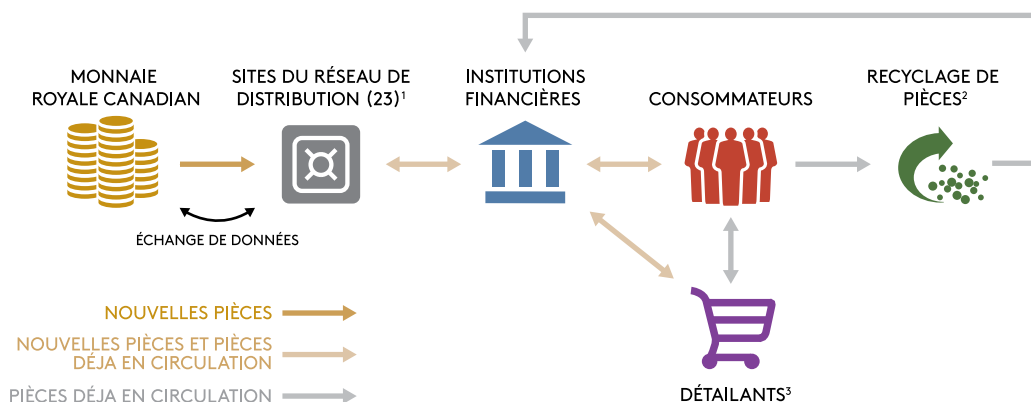 MONNAIE
ROYALE CANADIAN
SITES DU RÉSEAU DE
DISTRIBUTION (23)¹
INSTITUTIONS
FINANCIÈRES
CONSOMMATEURS
RECYCLAGE DE
PIÈCES²
ÉCHANGE DE DONNÉES
NOUVELLES PIÈCES
NOUVELLES PIÈCES ET PIÈCES
DÉJA EN CIRCULATION
PIÈCES DÉJA EN CIRCULATION
DÉTAILANTS³